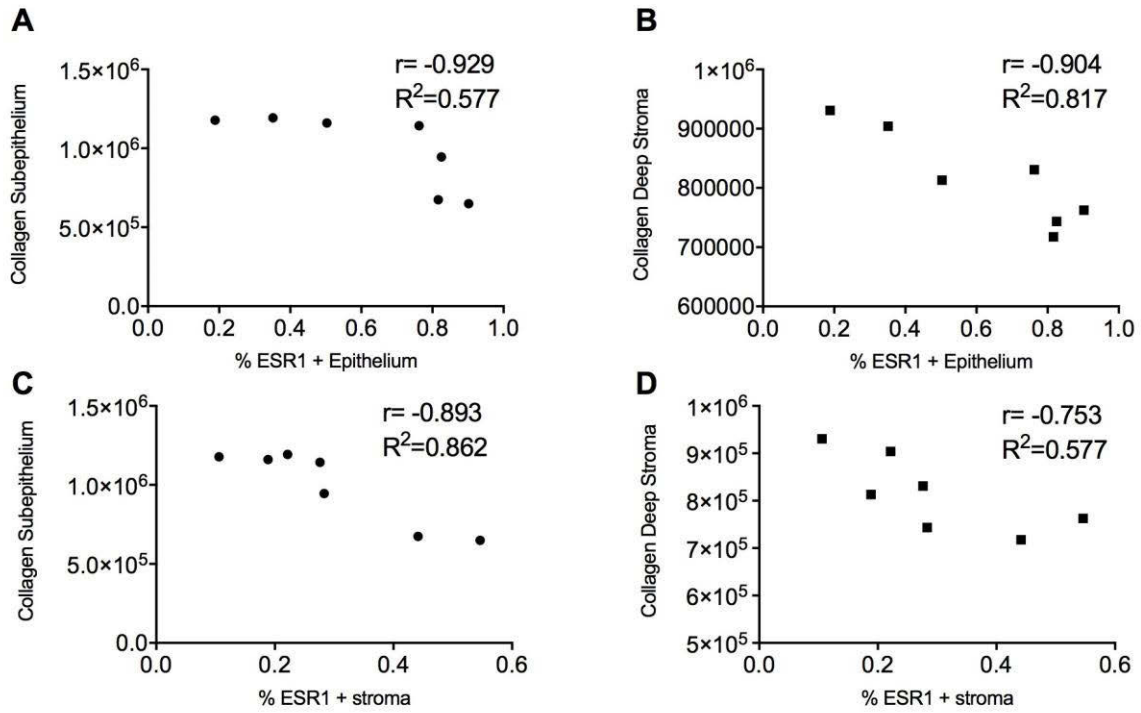 A
r= -0.929
R²=0.577
Collagen Subepithelium
1.5×10⁶
1.0×10⁶
5.0×10⁵
0.0
0.0 0.2 0.4 0.6 0.8 1.0
% ESR1 + Epithelium
B
r= -0.904
R²=0.817
Collagen Deep Stroma
1×10⁶
900000
800000
700000
600000
0.0 0.2 0.4 0.6 0.8 1.0
% ESR1 + Epithelium
C
r= -0.893
R²=0.862
Collagen Subepithelium
1.5×10⁶
1.0×10⁶
5.0×10⁵
0.0
0.0 0.2 0.4 0.6
% ESR1 + stroma
D
r= -0.753
R²=0.577
Collagen Deep Stroma
1×10⁶
9×10⁵
8×10⁵
7×10⁵
6×10⁵
5×10⁵
0.0 0.2 0.4 0.6
% ESR1 + stroma